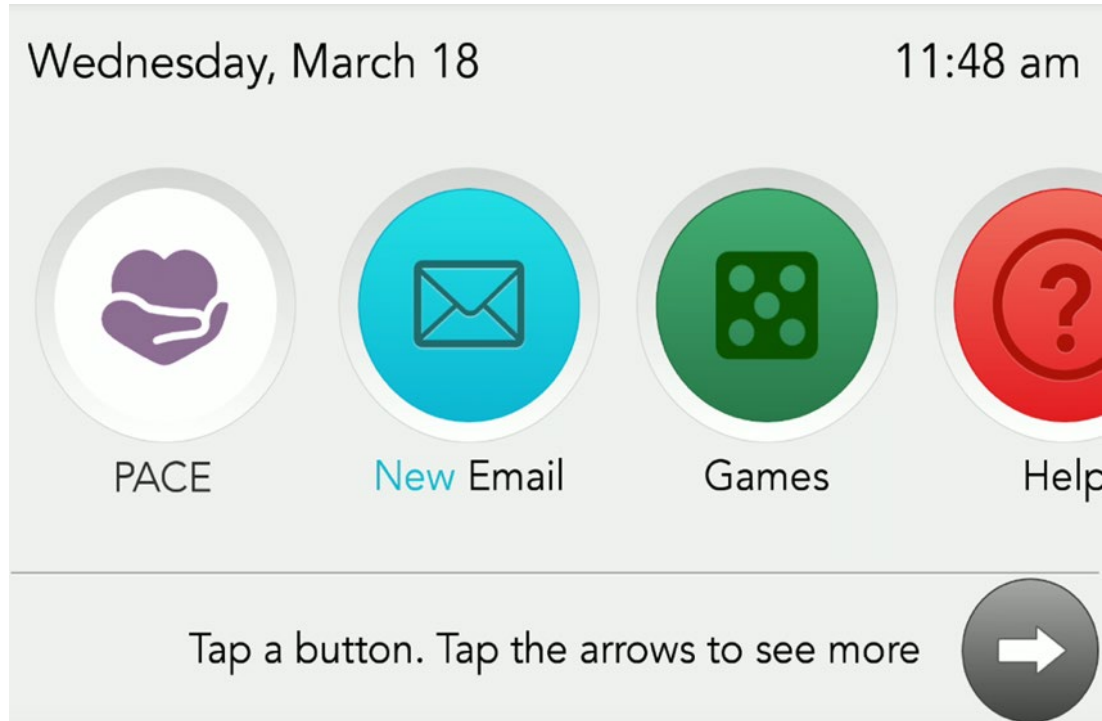 Wednesday, March 18
11:48 am
PACE
New Email
Games
?
Help
Tap a button. Tap the arrows to see more